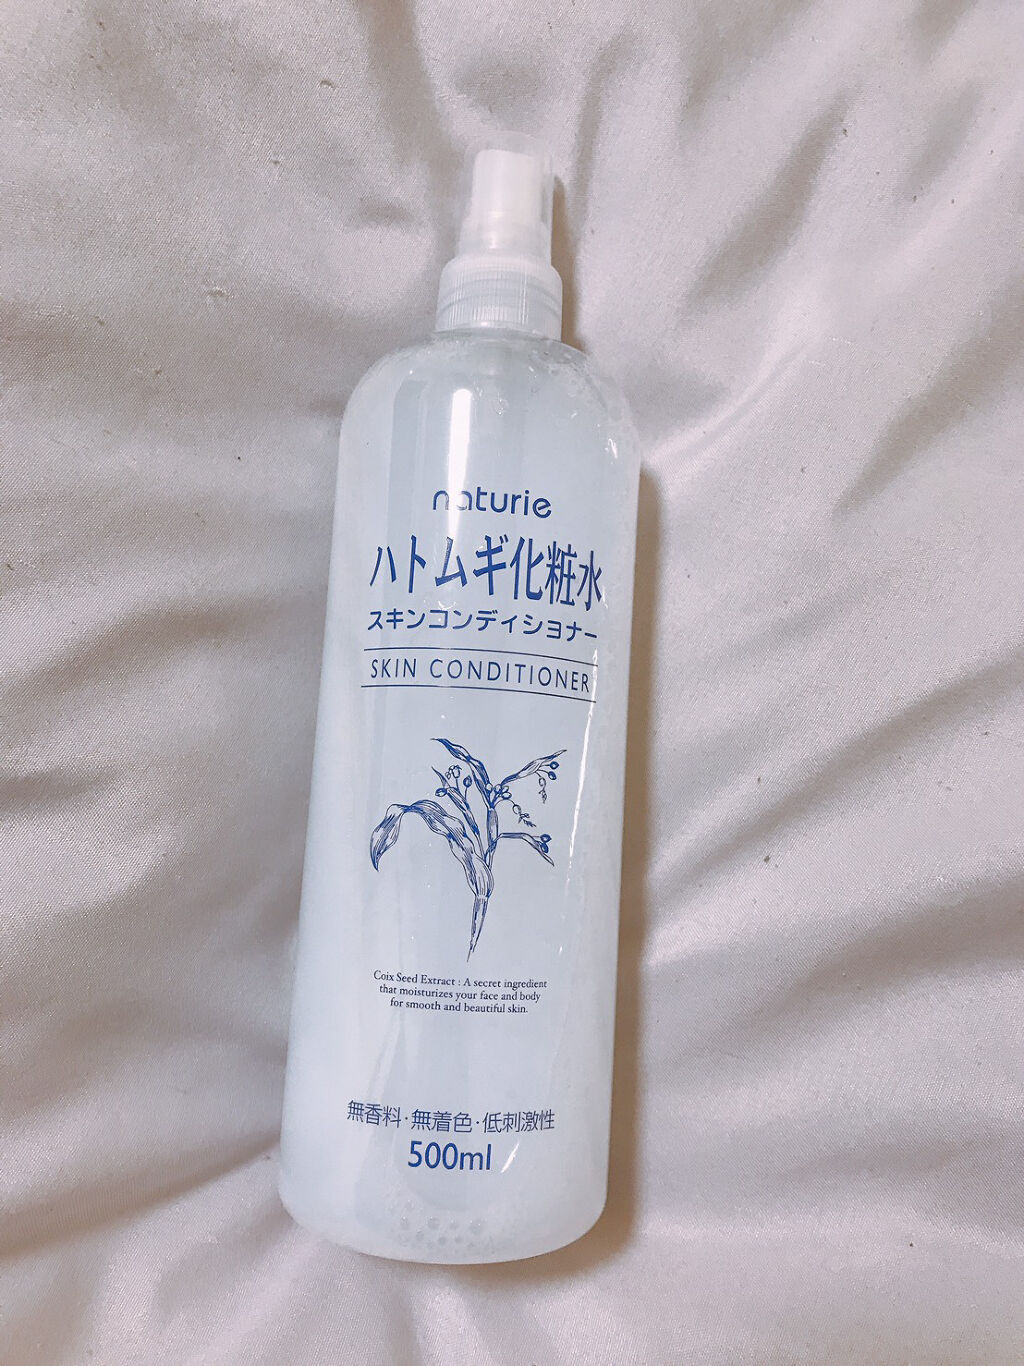 naturie
ハトムギ化粧水
スキンコンディショナー
SKIN CONDITIONER
Coix Seed Extract : A secret ingredient
that moisturizes your face and body
for smooth and beautiful skin.
無香料・無着色・低刺激性
500ml